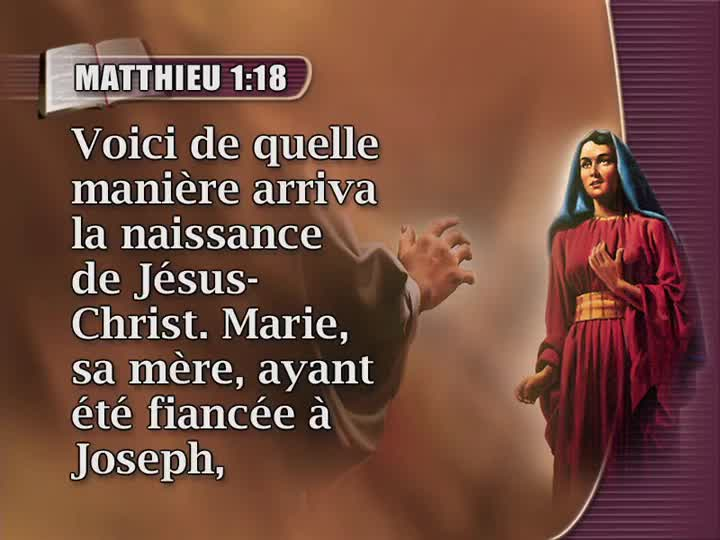 MATTHIEU 1:18
Voici de quelle
manière arriva
la naissance
de Jésus-
Christ. Marie,
sa mère, ayant
été fiancée à
Joseph,